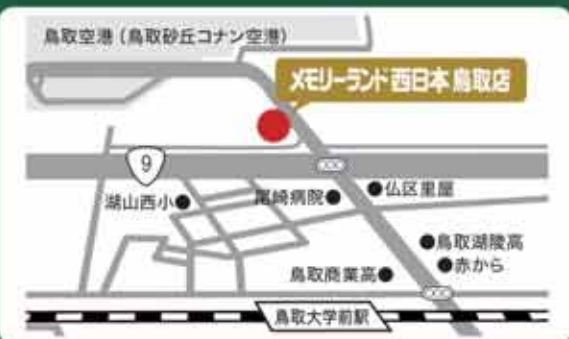 鳥取空港（鳥取砂丘コナン空港）
メモリーランド西日本 鳥取店
9
湖山西小
尾崎病院
仏区里屋
鳥取湖陵高
赤から
鳥取商業高
鳥取大学前駅